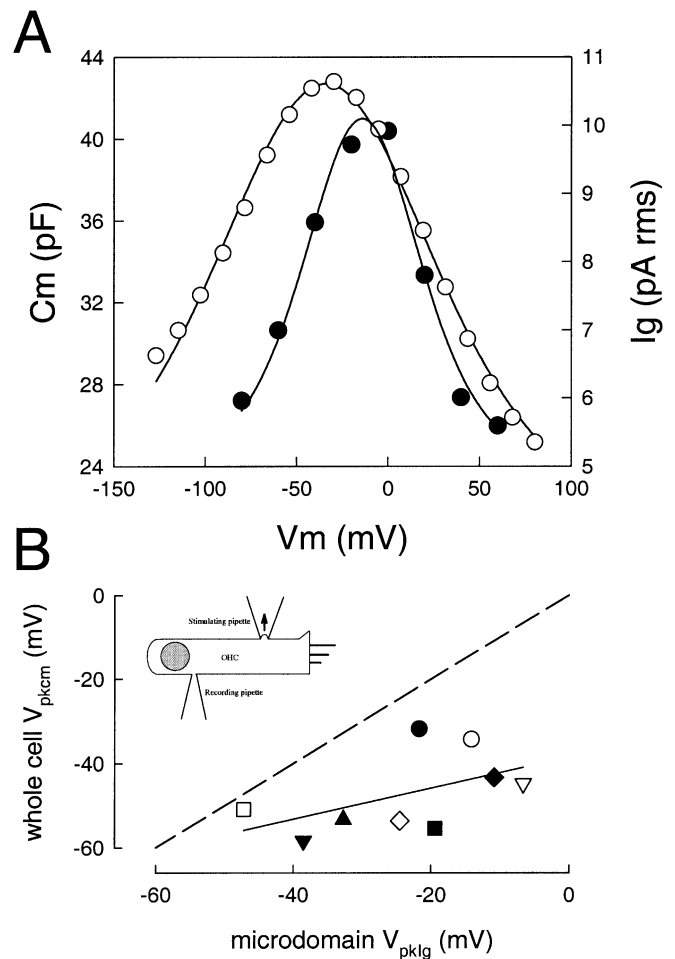 A
44
40
36
32
28
24
11
10
9
8
7
6
5
Cm (pF)
Ig (pA rms)
-150
-100
-50
0
50
100
Vm (mV)
B
0
-20
-40
-60
whole cell Vpkcm (mV)
Stimulating pipette
OHC
Recording pipette
-60
-40
-20
0
microdomain VpkIg (mV)